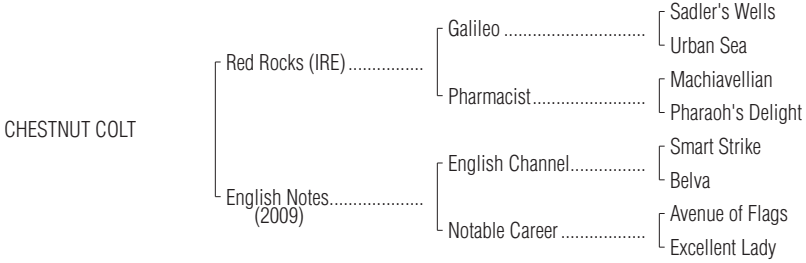 Sadler's Wells
Galileo ..............................
Urban Sea
Red Rocks (IRE)................
Machiavellian
Pharmacist........................
Pharaoh's Delight
CHESTNUT COLT
Smart Strike
English Channel................
Belva
English Notes....................
(2009)
Avenue of Flags
Notable Career ..................
Excellent Lady